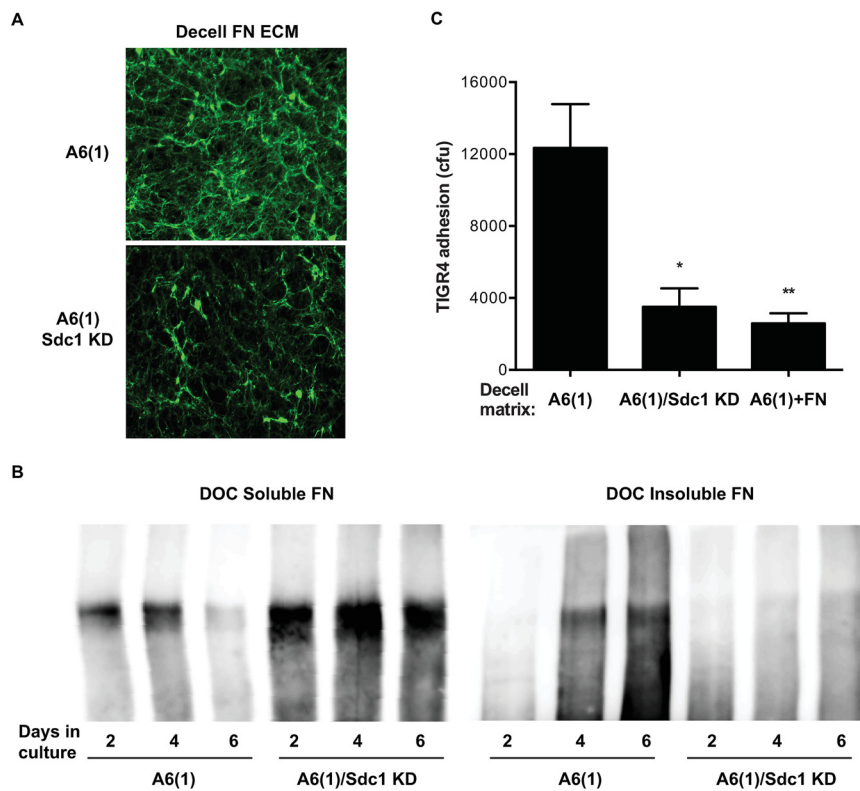 A
Decell FN ECM
A6(1)
A6(1)
Sdc1 KD
C
16000
12000
8000
4000
0
TIGR4 adhesion (cfu)
*
**
Decell
matrix:
A6(1) A6(1)/Sdc1 KD A6(1)+FN
B
DOC Soluble FN DOC Insoluble FN
Days in
culture
2 4 6 2 4 6 2 4 6 2 4 6
A6(1) A6(1)/Sdc1 KD A6(1) A6(1)/Sdc1 KD